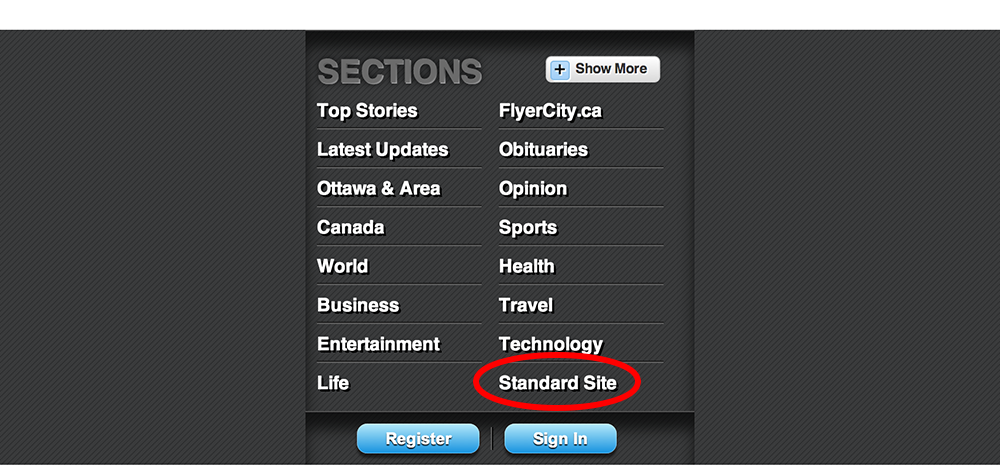 SECTIONS
Show More
Top Stories
FlyerCity.ca
Latest Updates
Obituaries
Ottawa & Area
Opinion
Canada
Sports
World
Health
Business
Travel
Entertainment
Technology
Life
Standard Site
Register
Sign In